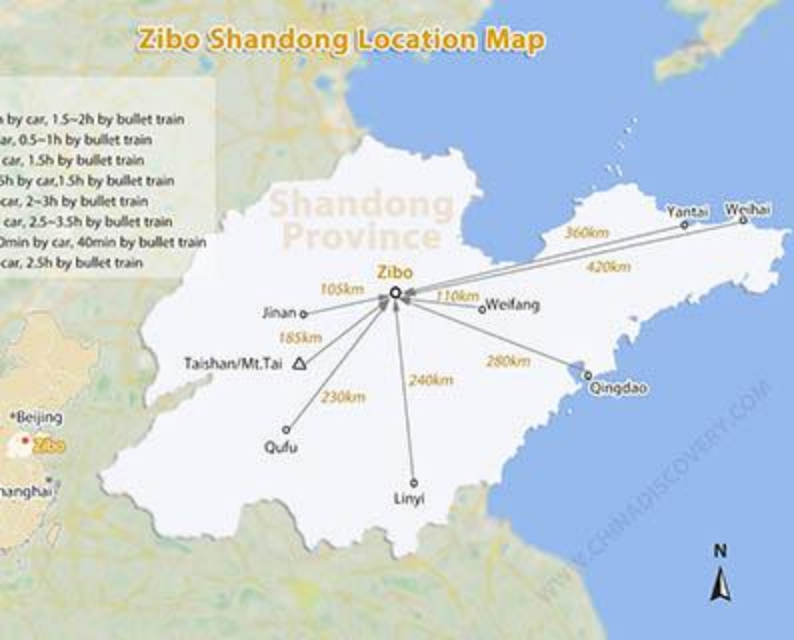 Zibo Shandong Location Map
by car, 1.5~2h by bullet train
0.5~1h by bullet train
car, 1.5h by bullet train
by car,1.5h by bullet train
car, 2~3h by bullet train
car, 2.5~3.5h by bullet train
by car, 40min by bullet train
car, 2.5h by bullet train
Shandong
Province
Yantai
Weihai
360km
420km
Zibo
105km
110km
Weifang
Jinan
185km
Taishan/Mt.Tai
280km
240km
230km
Qingdao
Qufu
Linyi
Beijing
Zibo
hanghai
WWW.CHINADISCOVERY.COM
N